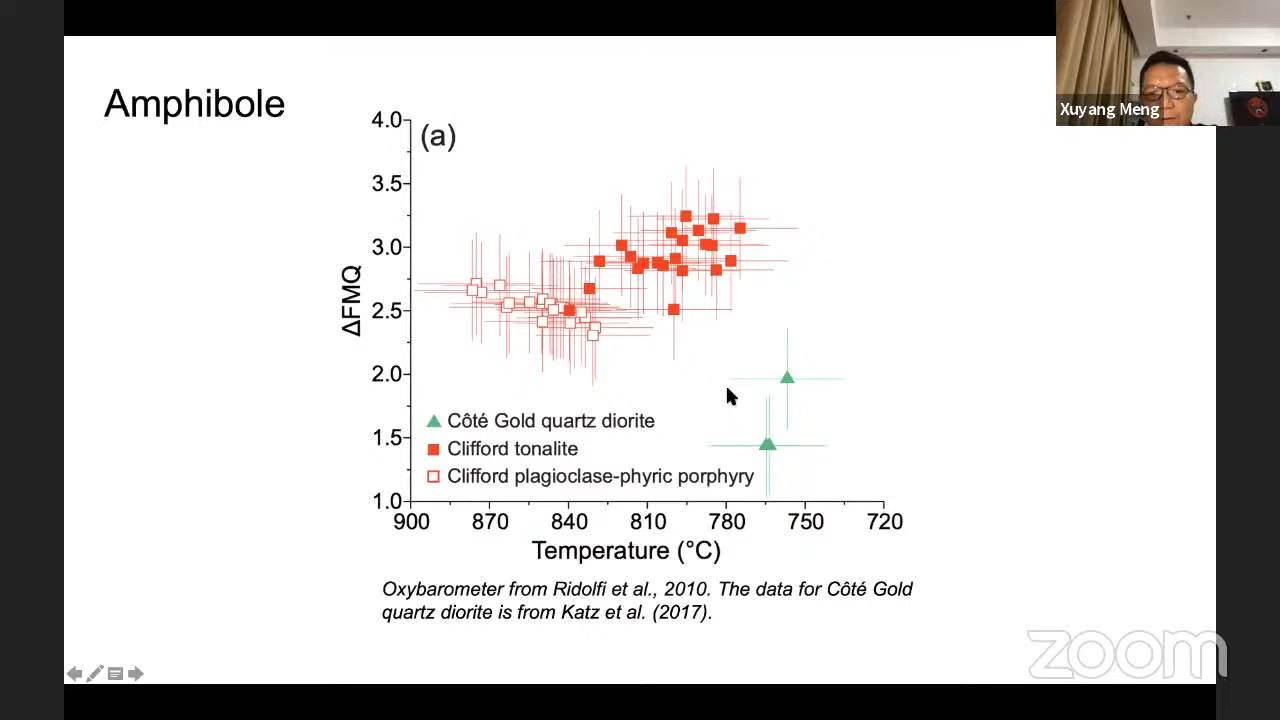 Amphibole
Xuyang Meng
(a)
4.0
3.5
3.0
2.5
2.0
1.5
1.0
ΔFMQ
Côté Gold quartz diorite
Clifford tonalite
Clifford plagioclase-phyric porphyry
900 870 840 810 780 750 720
Temperature (°C)
Oxybarometer from Ridolfi et al., 2010. The data for Côté Gold
quartz diorite is from Katz et al. (2017).
zoom